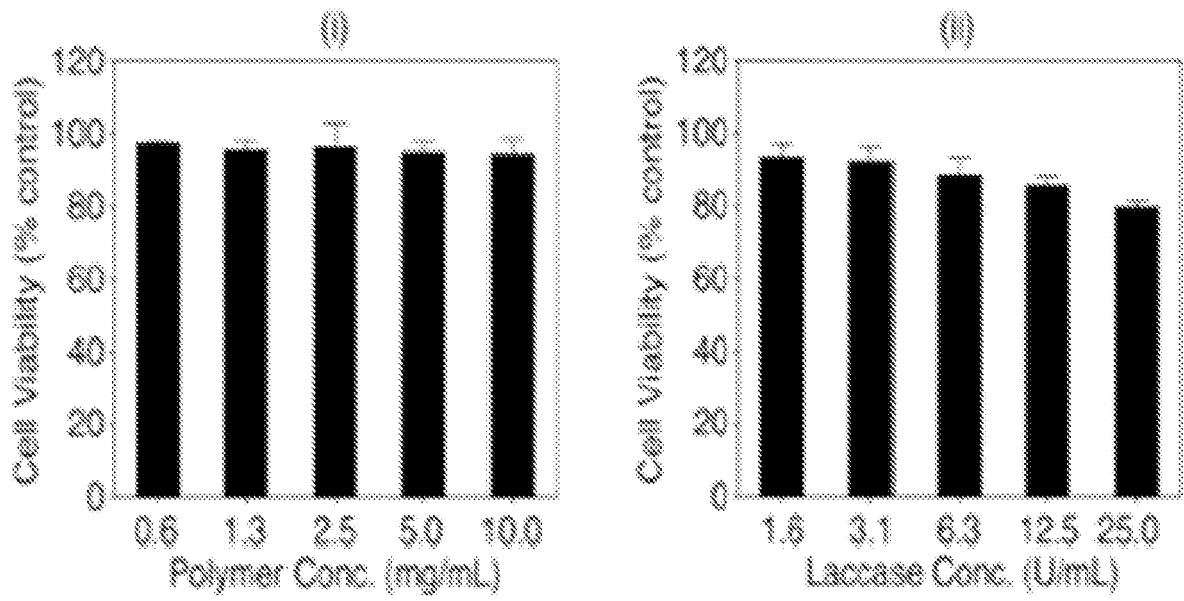 (i)
Cell Viability (% control)
120
100
80
60
40
20
0
0.6 1.3 2.5 5.0 10.0
Polymer Conc. (mg/mL)
(ii)
Cell Viability (% control)
120
100
80
60
40
20
0
1.6 3.1 6.3 12.5 25.0
Laccase Conc. (U/mL)